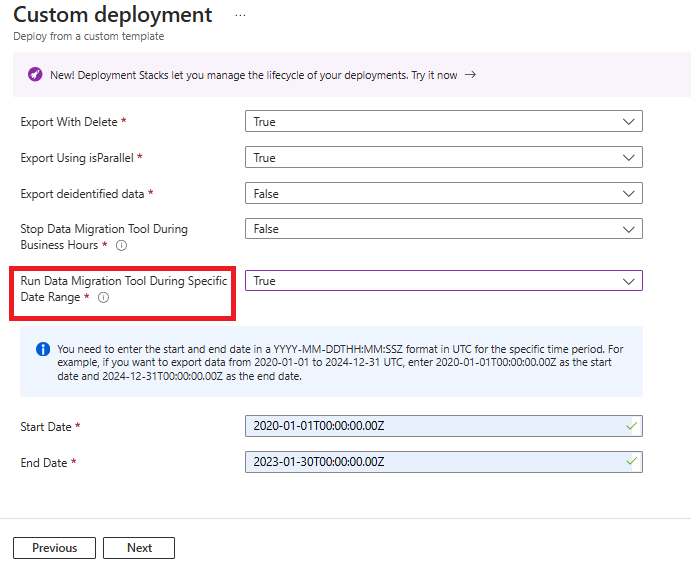 Custom deployment ...
Deploy from a custom template
New! Deployment Stacks let you manage the lifecycle of your deployments. Try it now →
Export With Delete * True
Export Using isParallel * True
Export deidentified data * False
Stop Data Migration Tool During False
Business Hours *
Run Data Migration Tool During Specific True
Date Range *
You need to enter the start and end date in a YYYY-MM-DDTHH:MM:SSZ format in UTC for the specific time period. For
example, if you want to export data from 2020-01-01 to 2024-12-31 UTC, enter 2020-01-01T00:00:00.00Z as the start
date and 2024-12-31T00:00:00.00Z as the end date.
Start Date * 2020-01-01T00:00:00.00Z
End Date * 2023-01-30T00:00:00.00Z
Previous Next